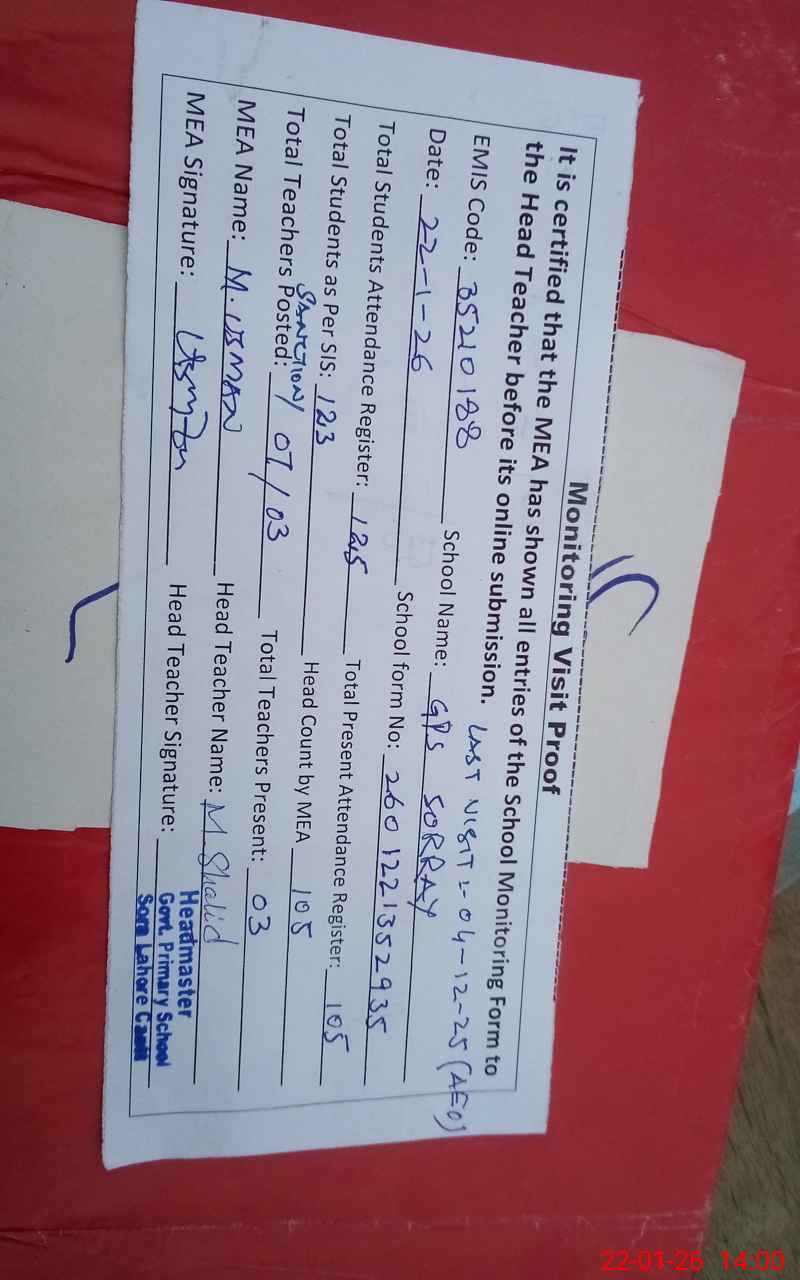 Monitoring Visit Proof
It is certified that the MEA has shown all entries of the School Monitoring Form to
the Head Teacher before its online submission. LAST VISIT :- 04-12-25 (AEO)
EMIS Code: 35210188 School Name: GPS SORRAY
Date: 22-1-26 School form No: 2601221352935
Total Students Attendance Register: 125 Total Present Attendance Register: 105
Total Students as Per SIS: 123 Head Count by MEA 105
SANCTION/
Total Teachers Posted: 07/03 Total Teachers Present: 03
MEA Name: M. USMAN Head Teacher Name: M. Shalid
MEA Signature: Head Teacher Signature:
Headmaster
Govt. Primary School
Lahore Cantt
22-01-26 14:00